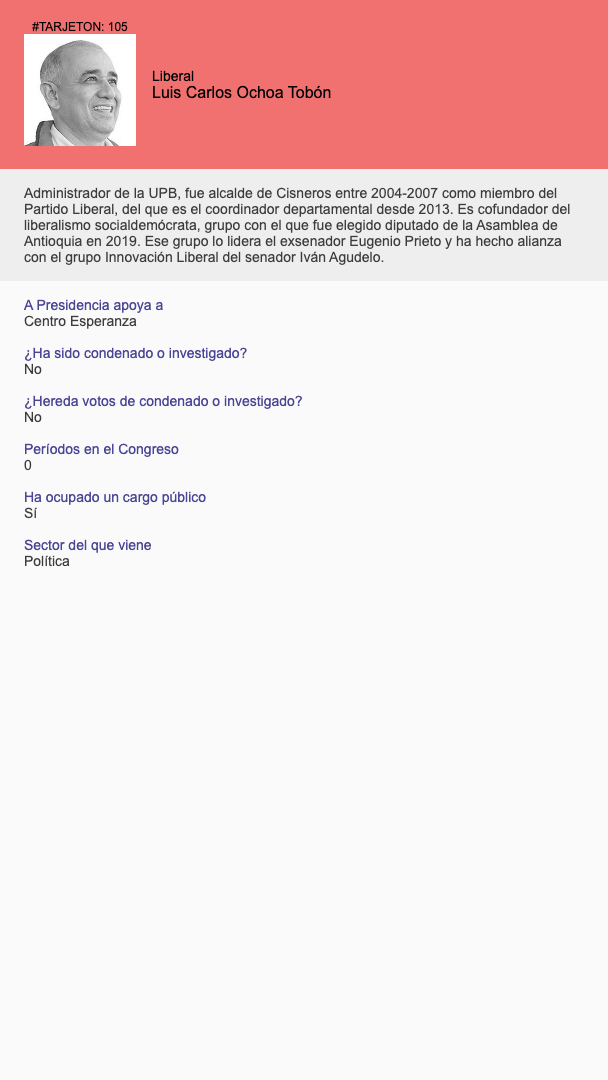 #TARJETON: 105
Liberal
Luis Carlos Ochoa Tobón
Administrador de la UPB, fue alcalde de Cisneros entre 2004-2007 como miembro del
Partido Liberal, del que es el coordinador departamental desde 2013. Es cofundador del
liberalismo socialdemócrata, grupo con el que fue elegido diputado de la Asamblea de
Antioquia en 2019. Ese grupo lo lidera el exsenador Eugenio Prieto y ha hecho alianza
con el grupo Innovación Liberal del senador Iván Agudelo.
A Presidencia apoya a
Centro Esperanza
¿Ha sido condenado o investigado?
No
¿Hereda votos de condenado o investigado?
No
Períodos en el Congreso
0
Ha ocupado un cargo público
Sí
Sector del que viene
Política